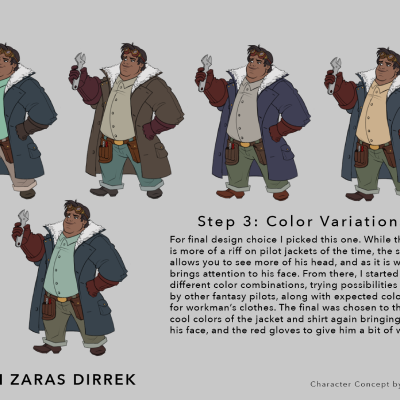 Step 3: Color Variation
For final design choice I picked this one. While th
is more of a riff on pilot jackets of the time, the s
allows you to see more of his head, and as it is w
brings attention to his face. From there, I started
different color combinations, trying possibilities
by other fantasy pilots, along with expected colo
for workman's clothes. The final was chosen to th
cool colors of the jacket and shirt again bringing
his face, and the red gloves to give him a bit of w
ZARAS DIRREK
Character Concept by